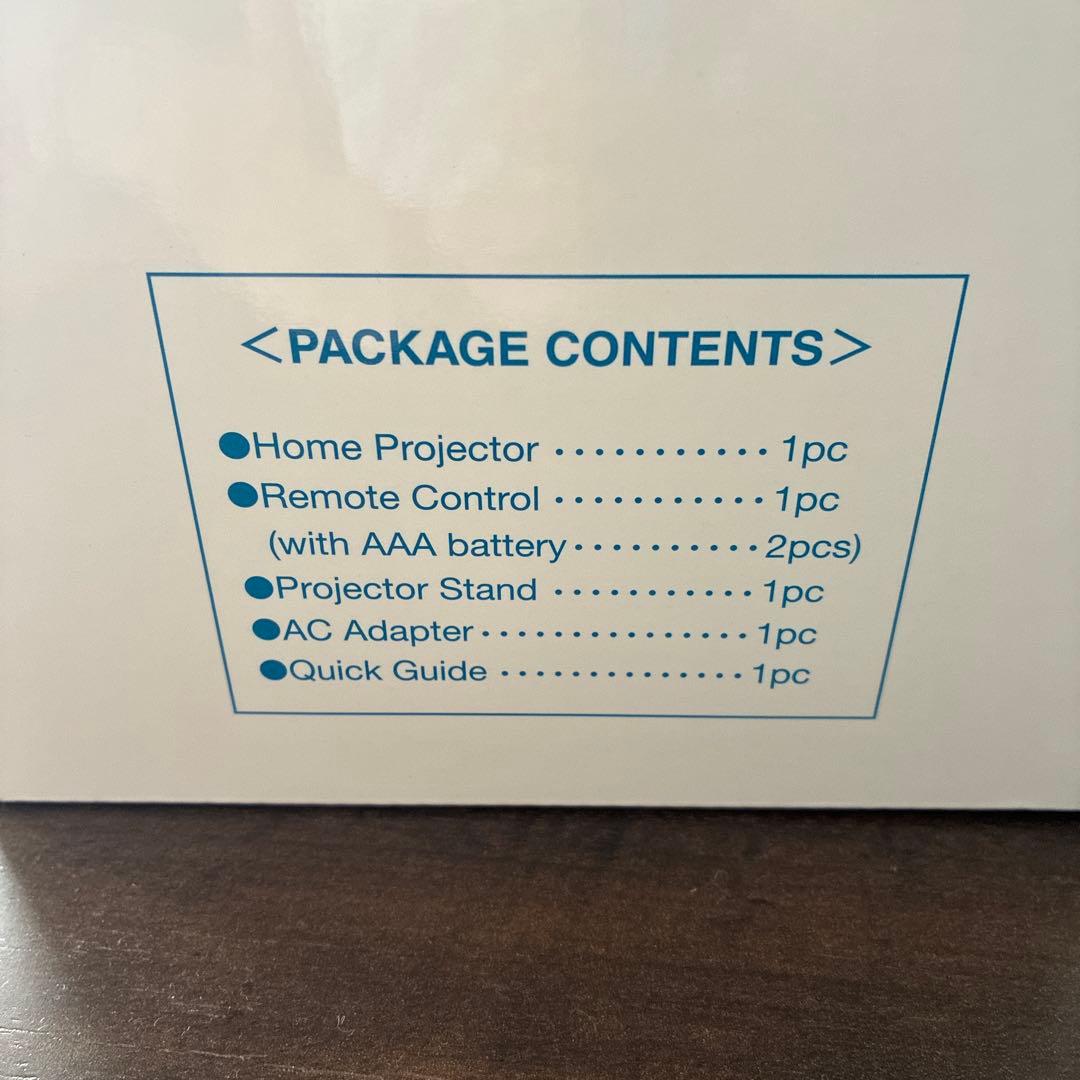 <PACKAGE CONTENTS>
●Home Projector ··········· 1pc
●Remote Control ··········· 1pc
(with AAA battery·········· 2pcs)
●Projector Stand ··········· 1pc
●AC Adapter··············· 1pc
●Quick Guide ·············· 1pc